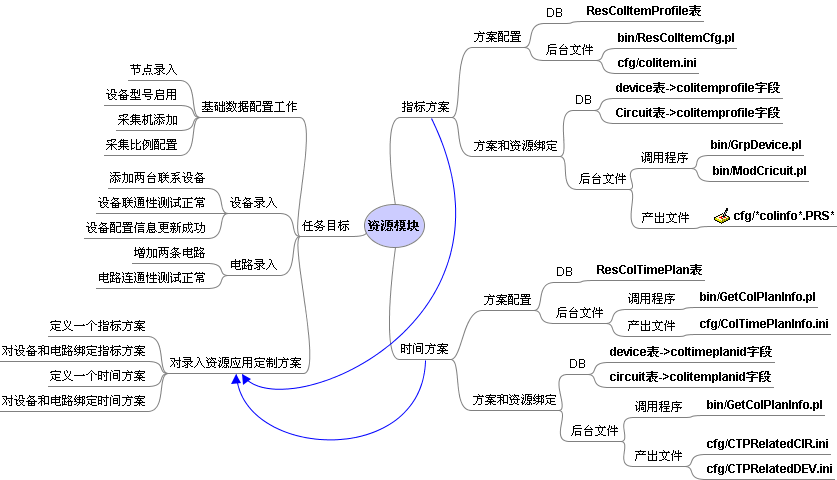 资源模块
任务目标
基础数据配置工作
节点录入
设备型号启用
采集机添加
采集比例配置
设备录入
添加两台联系设备
设备联通性测试正常
设备配置信息更新成功
电路录入
增加两条电路
电路连通性测试正常
对录入资源应用定制方案
定义一个指标方案
对设备和电路绑定指标方案
定义一个时间方案
对设备和电路绑定时间方案
指标方案
方案配置
DB
ResColItemProfile表
后台文件
bin/ResColItemCfg.pl
cfg/colitem.ini
方案和资源绑定
DB
device表->colitemprofile字段
Circuit表->colitemprofile字段
后台文件
调用程序
bin/GrpDevice.pl
bin/ModCricuit.pl
产出文件
cfg/*colinfo*.PRS*
时间方案
方案配置
DB
ResColTimePlan表
后台文件
调用程序
bin/GetColPlanInfo.pl
产出文件
cfg/ColTimePlanInfo.ini
方案和资源绑定
DB
device表->coltimeplanid字段
circuit表->colitemplanid字段
后台文件
调用程序
bin/GetColPlanInfo.pl
产出文件
cfg/CTPRelatedCIR.ini
cfg/CTPRelatedDEV.ini